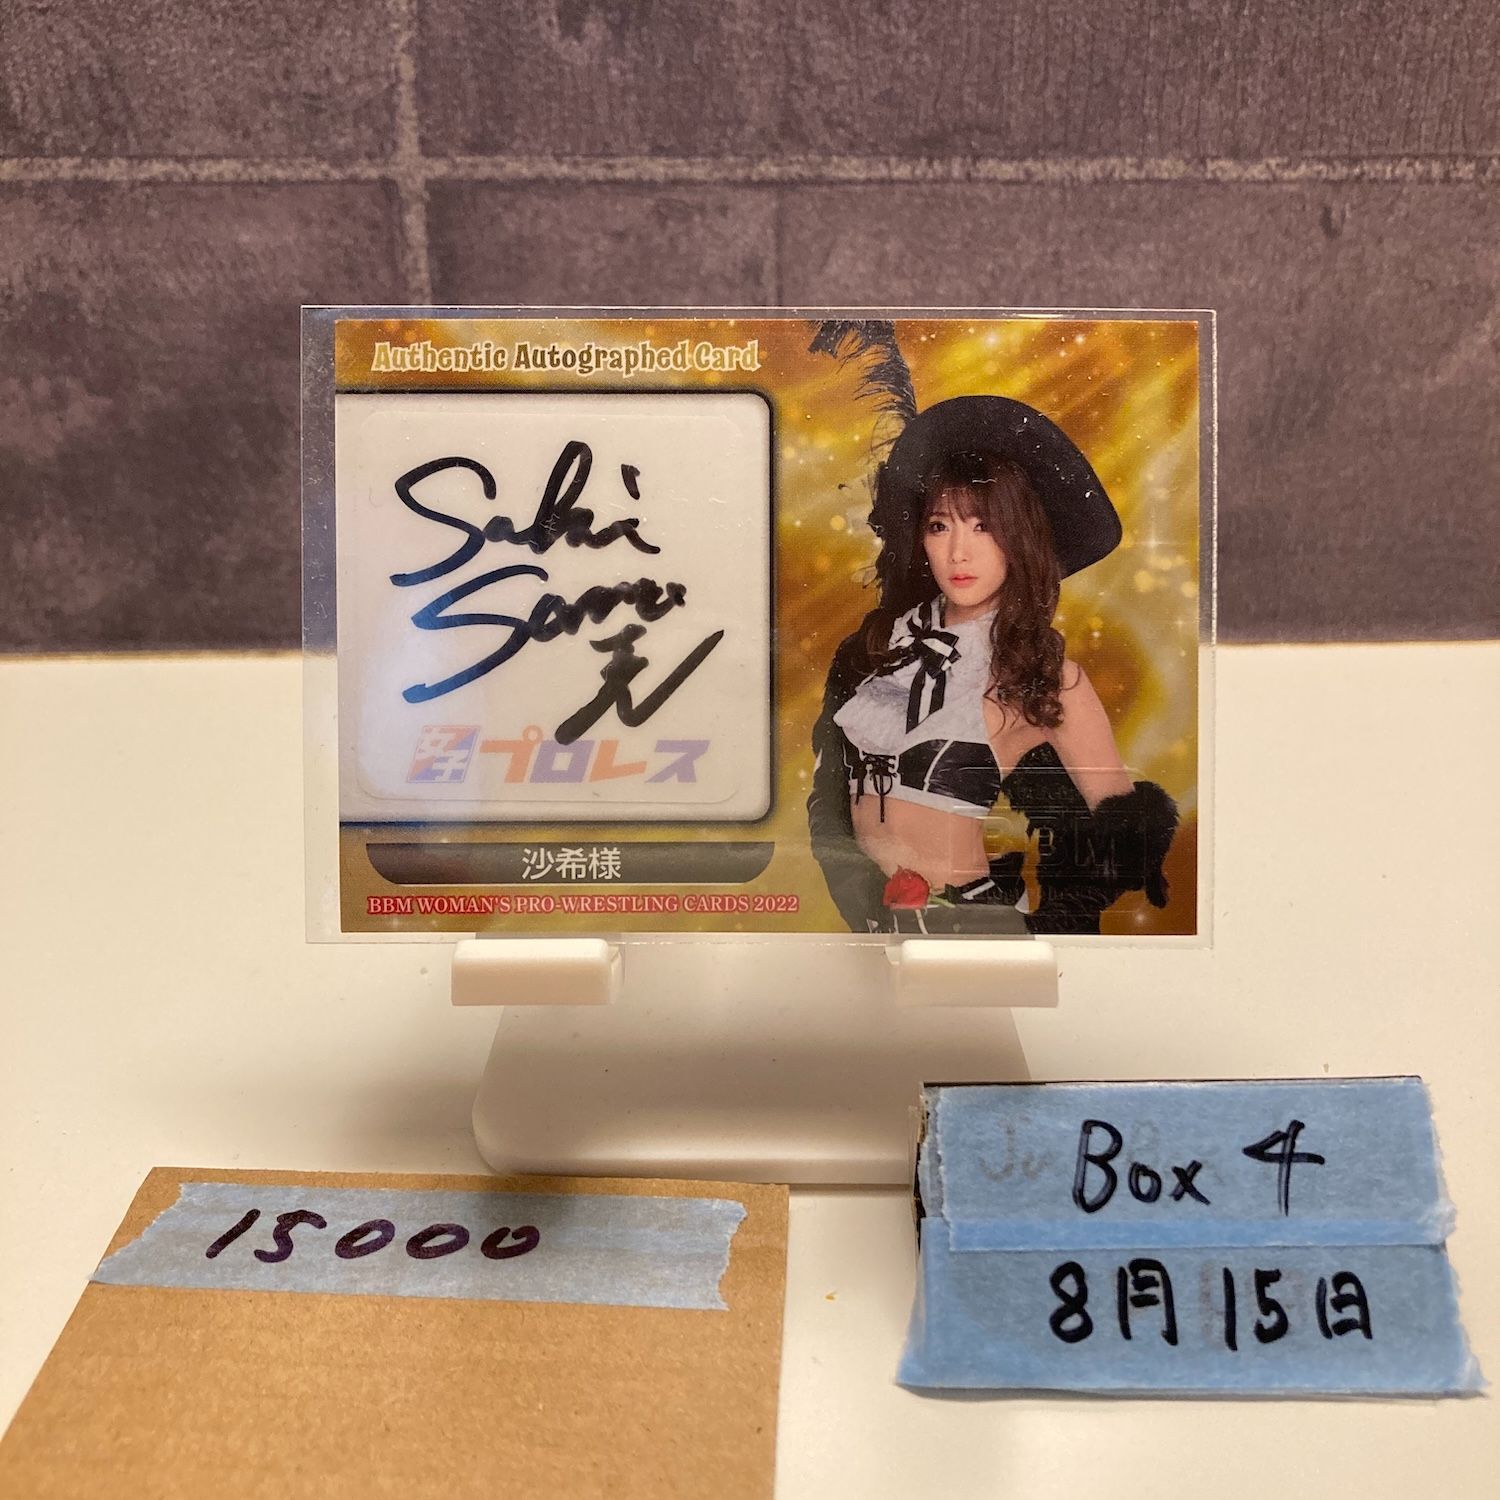 Authentic Autographed Card
Saki
Sama
女子プロレス
沙希様
BBM WOMAN'S PRO-WRESTLING CARDS 2022
BBM
15000
Box 4
8月15日